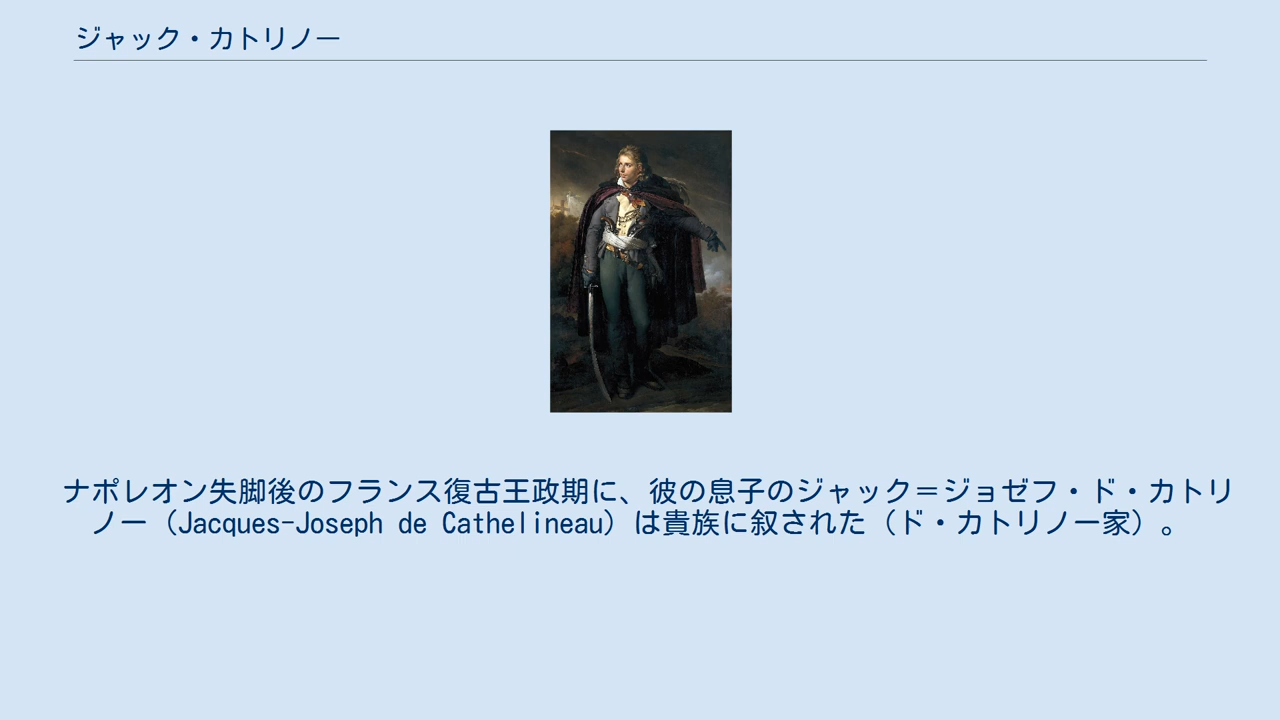 ジャック・カトリノー
ナポレオン失脚後のフランス復古王政期に、彼の息子のジャック＝ジョゼフ・ド・カトリ
ノー（Jacques-Joseph de Cathelineau）は貴族に叙された（ド・カトリノー家）。